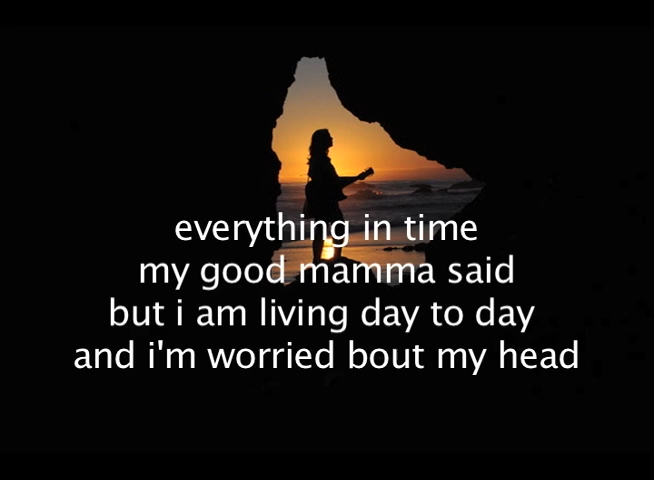 everything in time
my good mamma said
but i am living day to day
and i'm worried bout my head